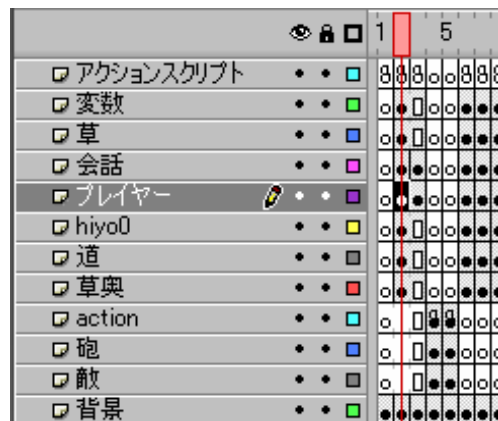 1 5
アクションスクリプト
変数
草
会話
プレイヤー
hiyo0
道
草奥
action
砲
敵
背景